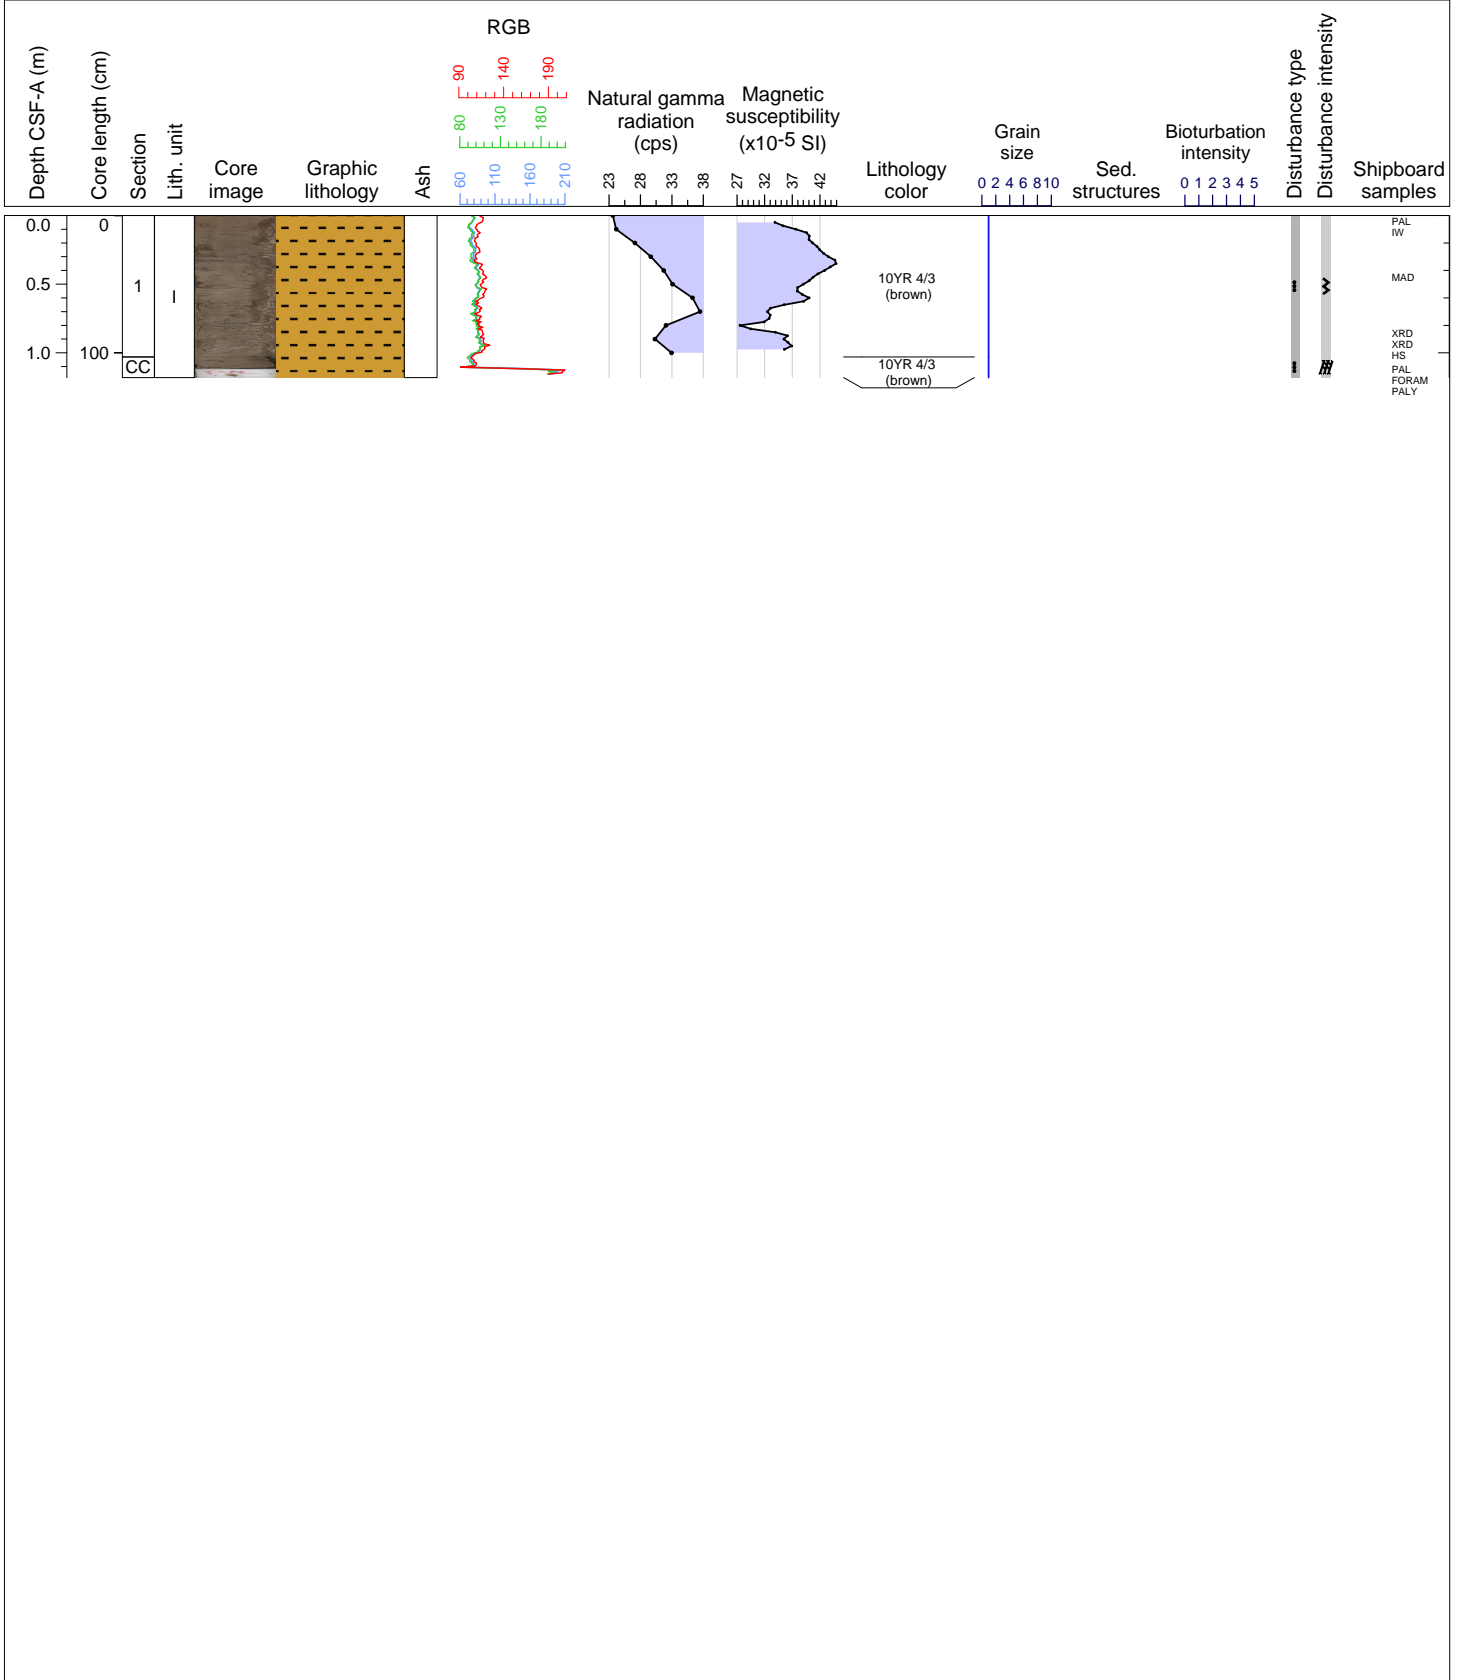 RGB
90 140 190
80 130 180
60 110 160 210
Depth CSF-A (m)
Core length (cm)
Section
Lith. unit
Core
image
Graphic
lithology
Ash
Natural gamma
radiation
(cps)
23 28 33 38
Magnetic
susceptibility
(x10-5 SI)
27 32 37 42
Lithology
color
Grain
size
0 2 4 6 8 10
Sed.
structures
Bioturbation
intensity
0 1 2 3 4 5
Disturbance type
Disturbance intensity
Shipboard
samples
0.0
0.5
1.0
0
100
1
CC
I
10YR 4/3
(brown)
10YR 4/3
(brown)
PAL
IW
MAD
XRD
XRD
HS
PAL
FORAM
PALY